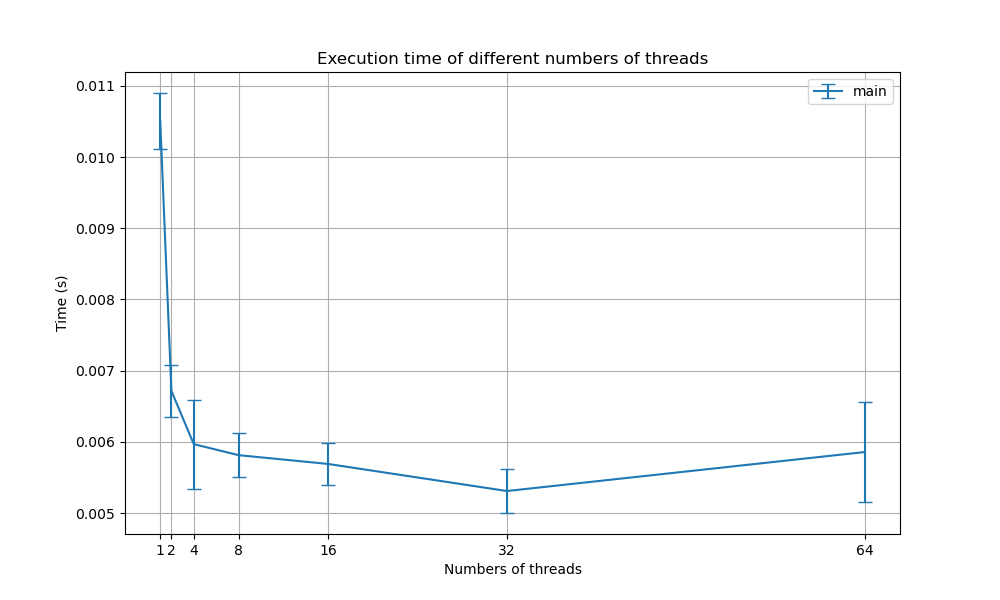 Execution time of different numbers of threads
main
0.011
0.010
0.009
0.008
0.007
0.006
0.005
Time (s)
1 2 4 8 16 32 64
Numbers of threads